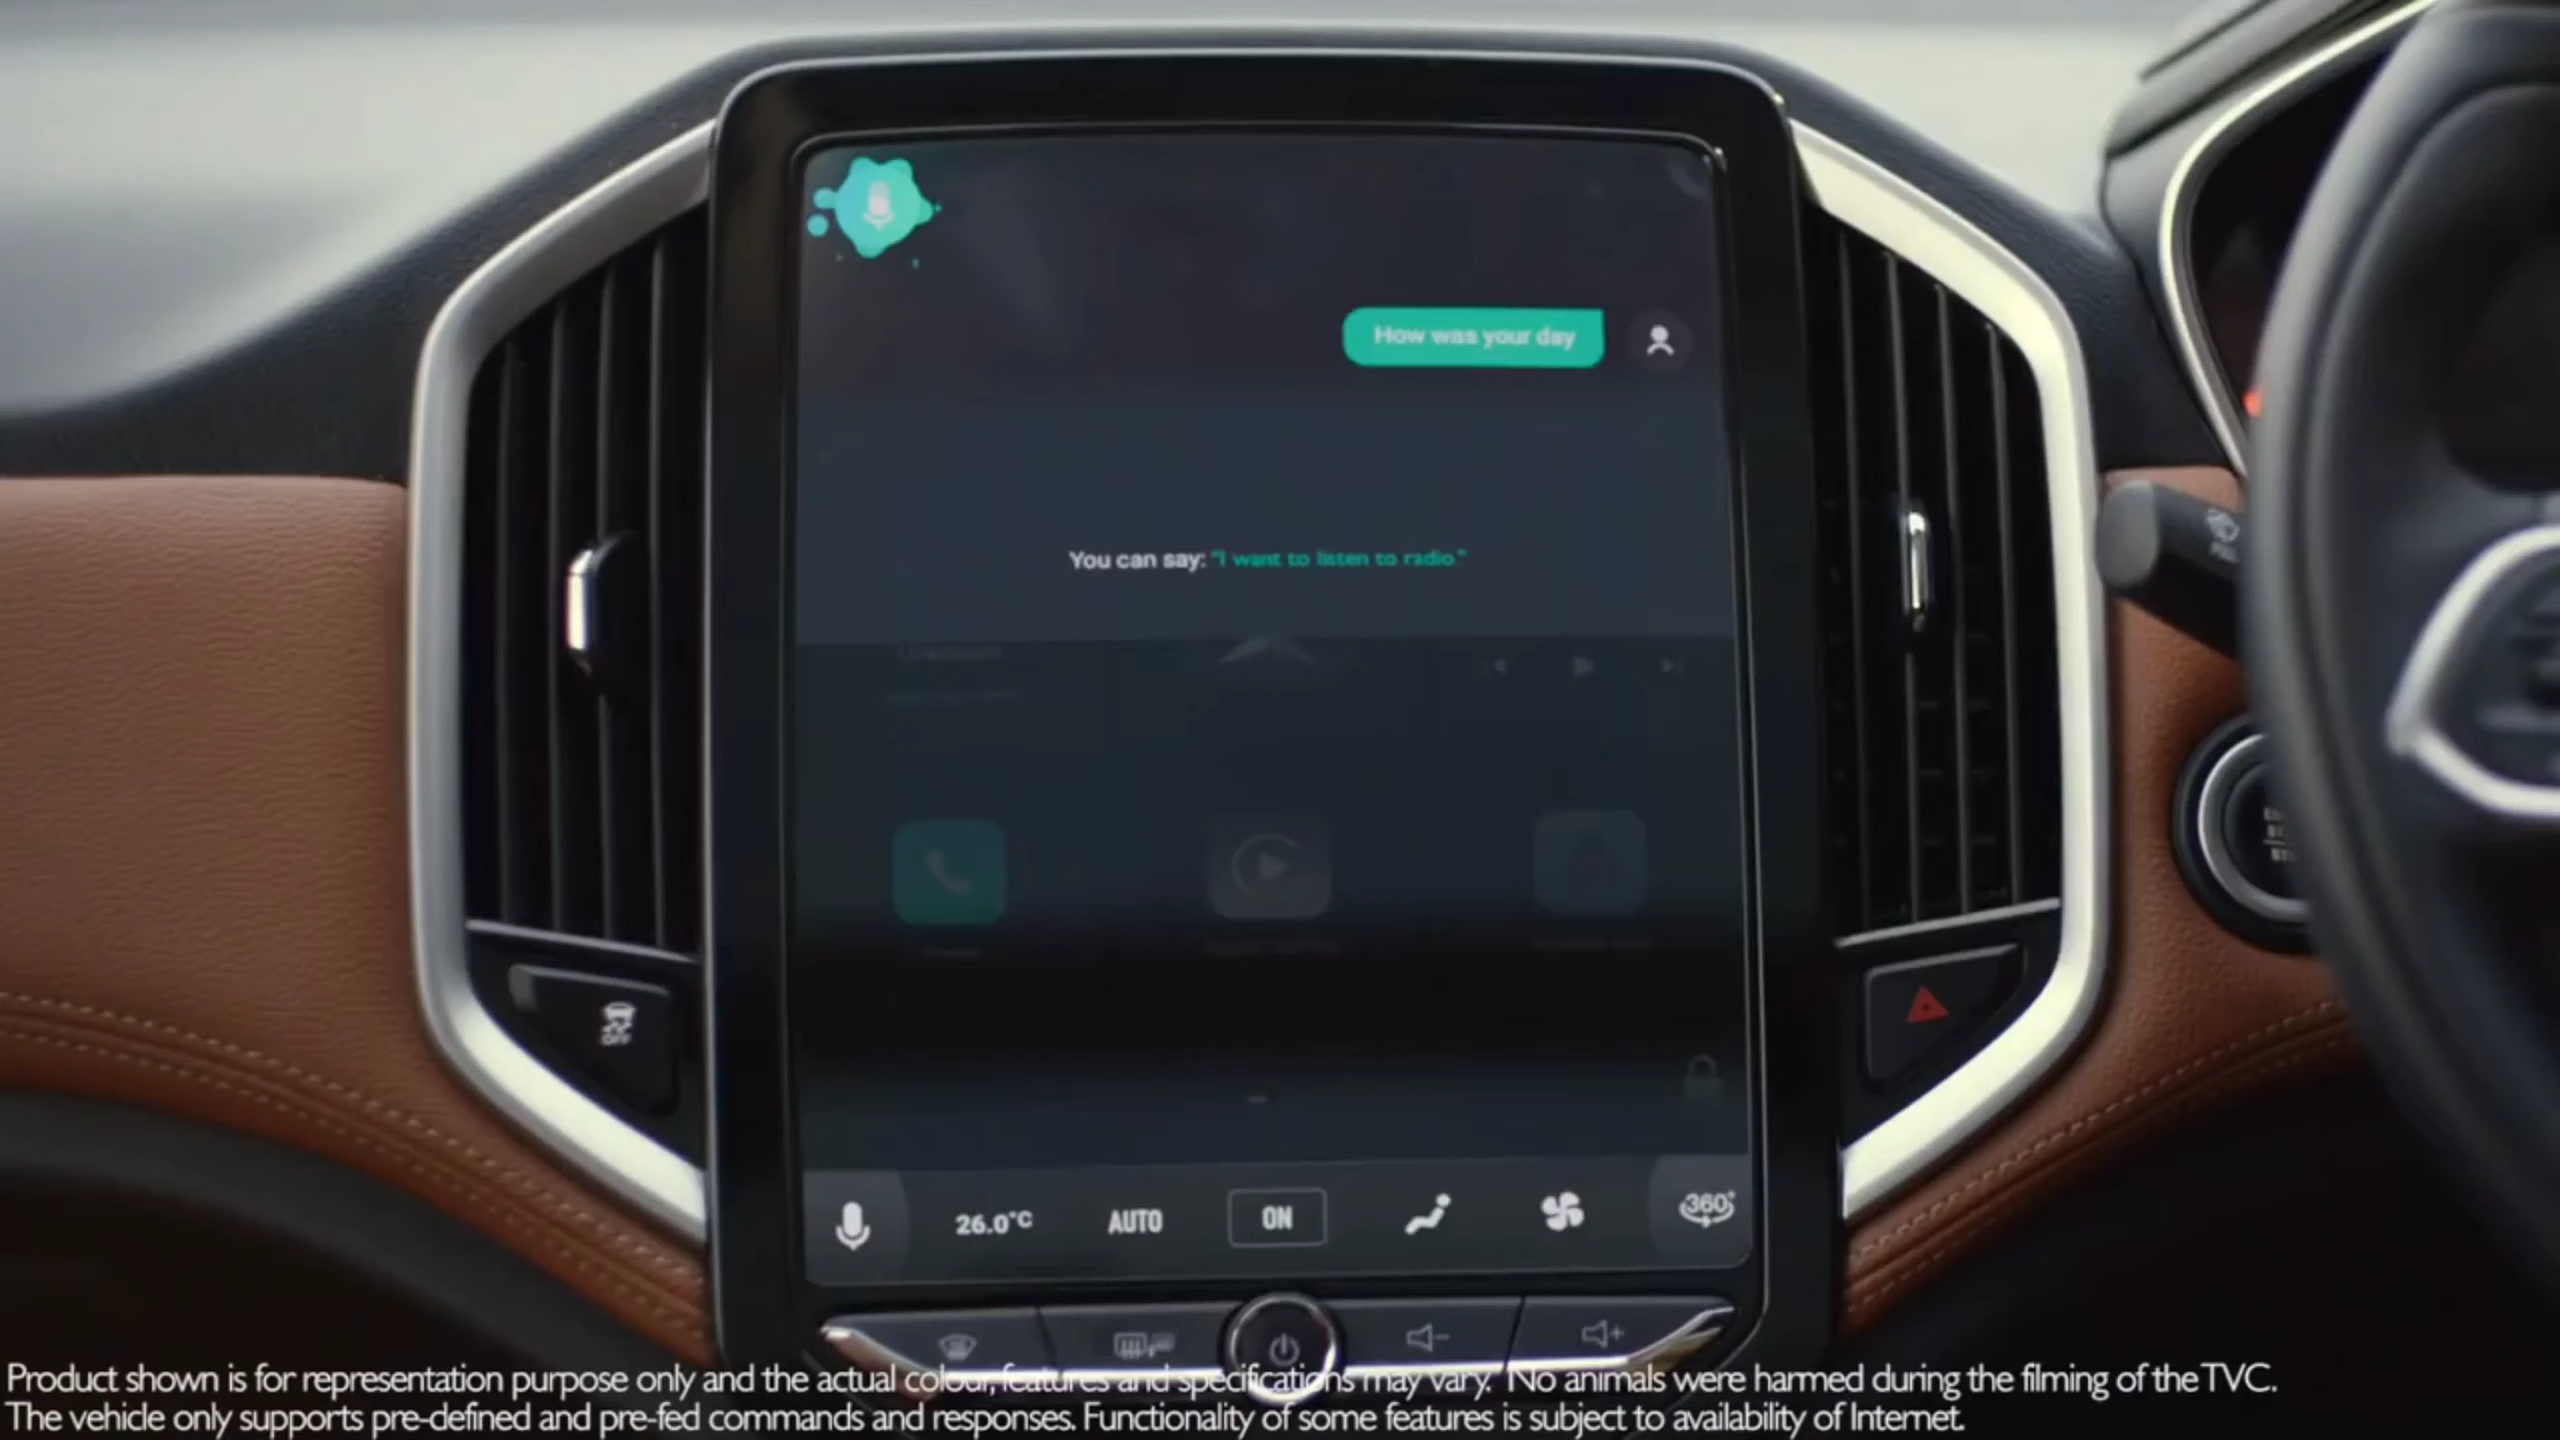 How was your day
You can say: "I want to listen to radio."
OFF
26.0°C AUTO ON 360°
Product shown is for representation purpose only and the actual colour, features and specifications may vary. No animals were harmed during the filming of the TVC.
The vehicle only supports pre-defined and pre-fed commands and responses. Functionality of some features is subject to availability of Internet.